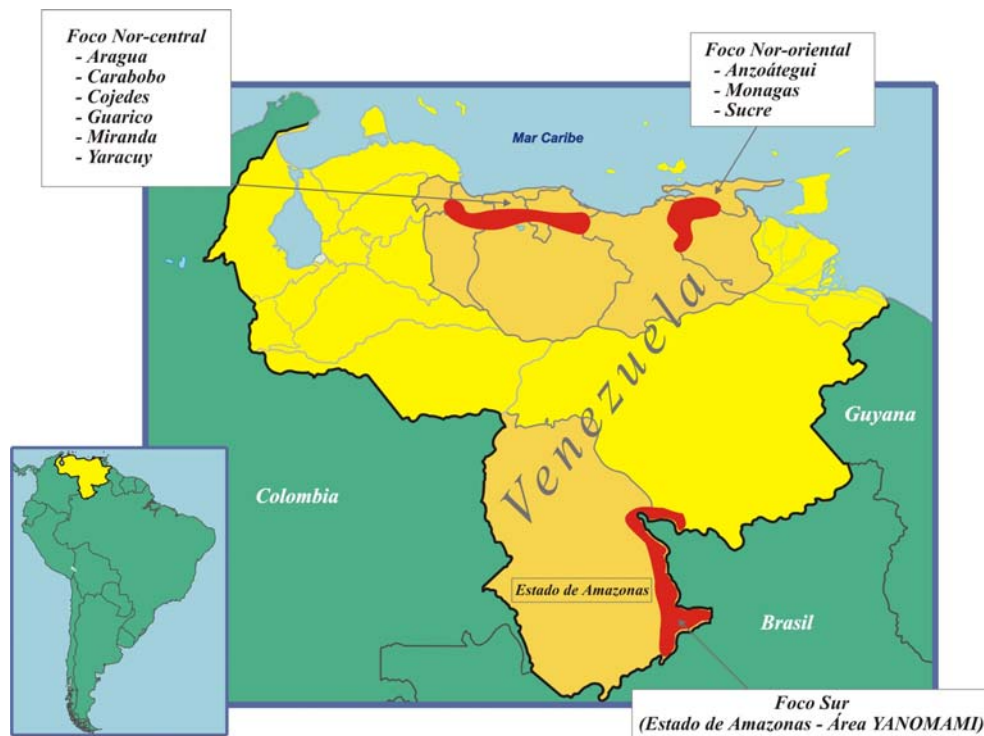 Foco Nor-central
- Aragua
- Carabobo
- Cojedes
- Guarico
- Miranda
- Yaracuy
Foco Nor-oriental
- Anzoátegui
- Monagas
- Sucre
Mar Caribe
Venezuela
Guyana
Colombia
Estado de Amazonas
Brasil
Foco Sur
(Estado de Amazonas - Área YANOMAMI)